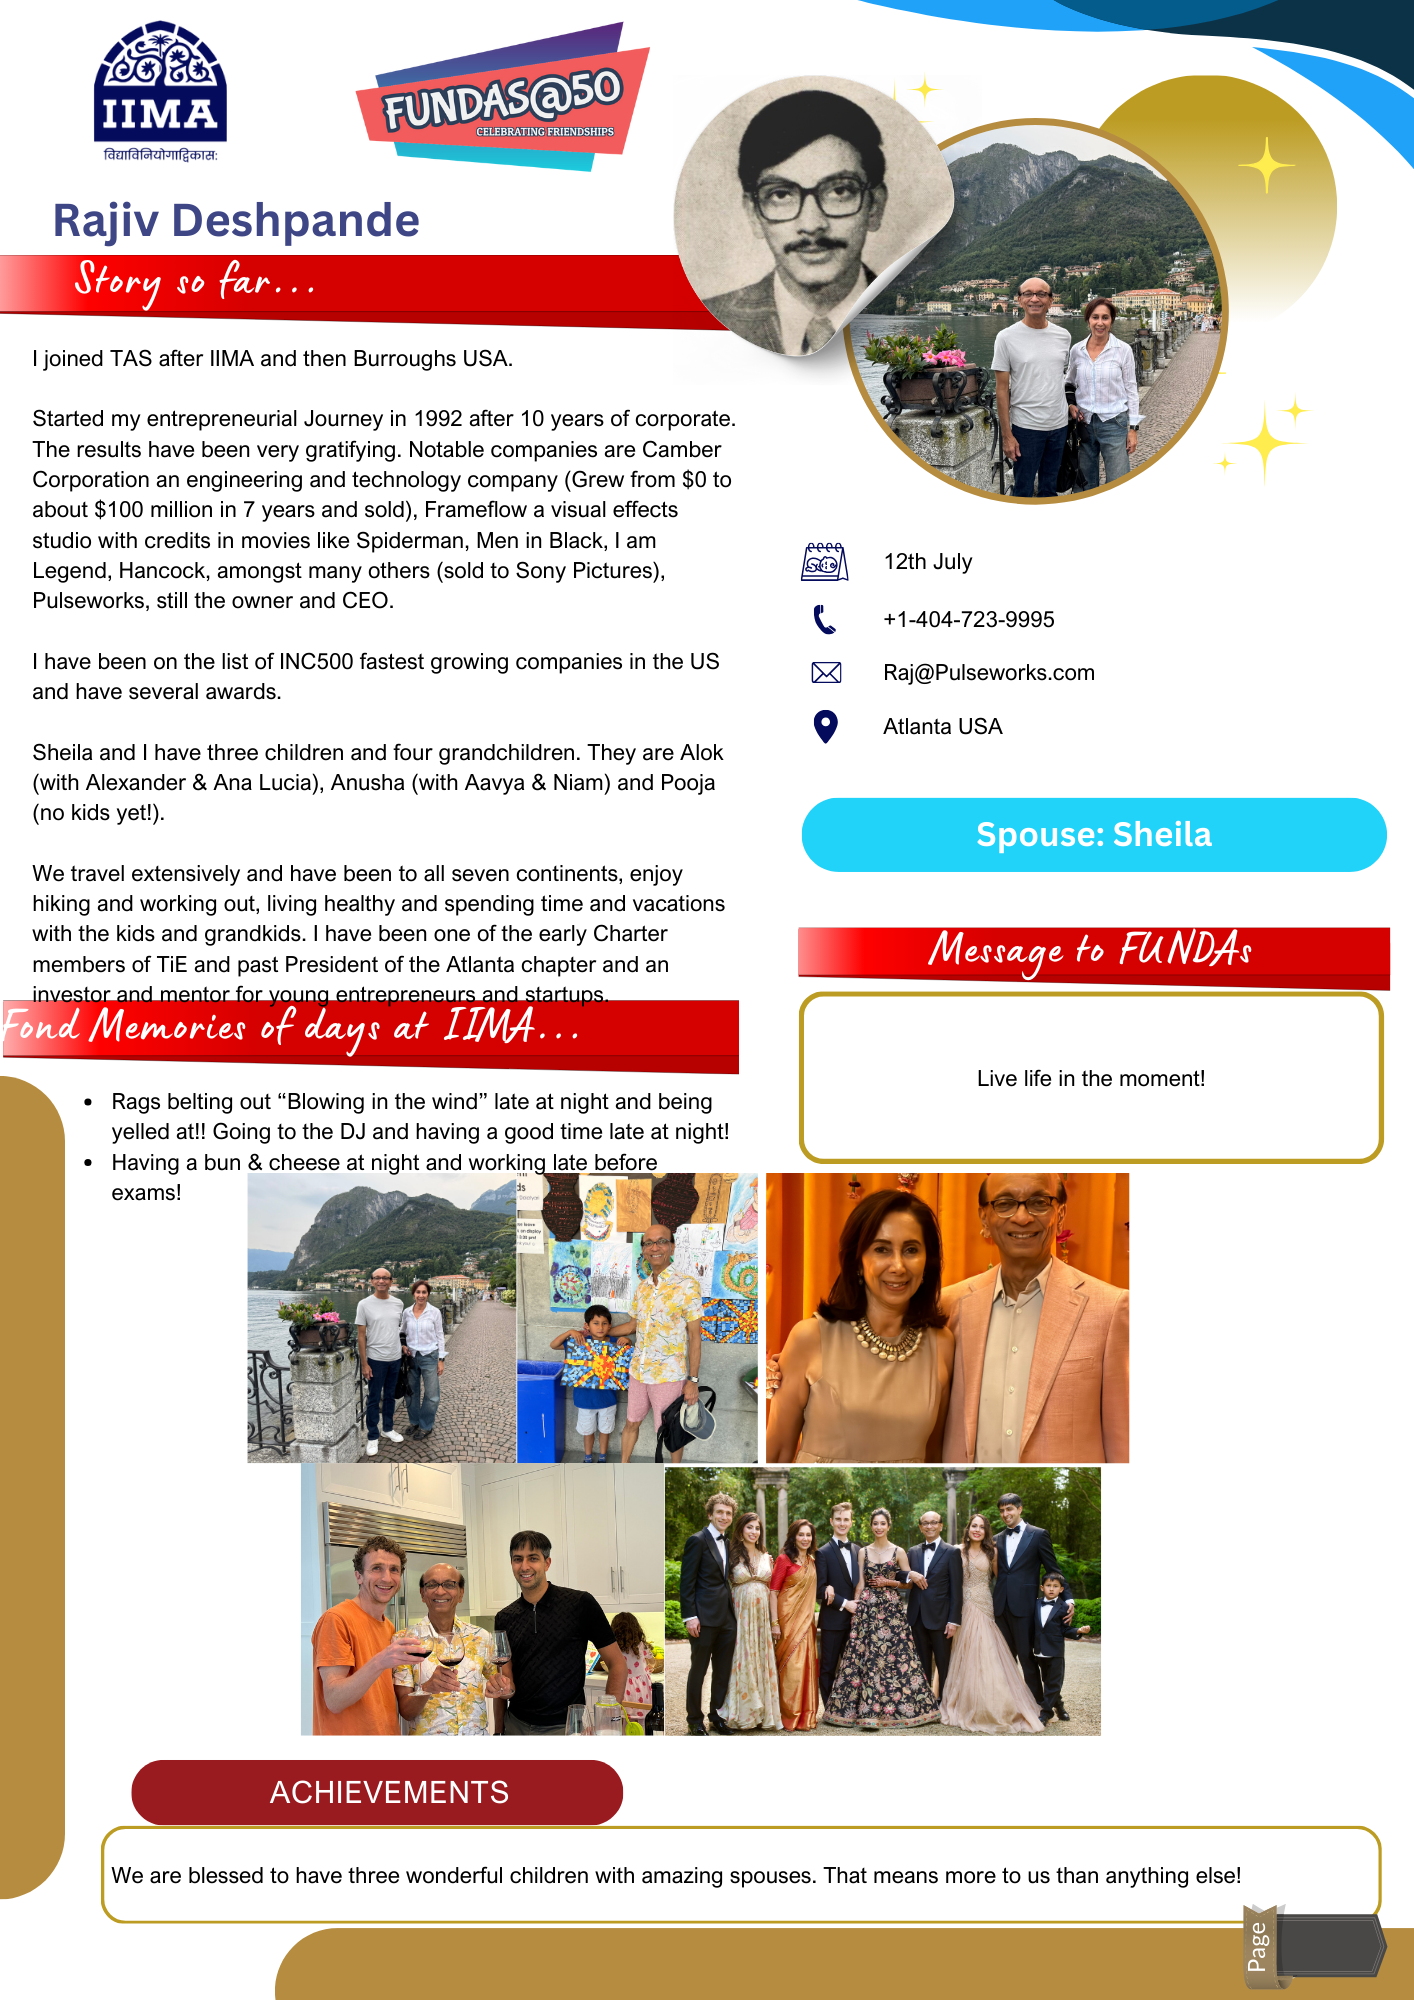 IIMA
विद्याविनियोगाद्विकास:
FUNDAS@50
CELEBRATING FRIENDSHIPS
Rajiv Deshpande
Story so far...
I joined TAS after IIMA and then Burroughs USA.
Started my entrepreneurial Journey in 1992 after 10 years of corporate.
The results have been very gratifying. Notable companies are Camber
Corporation an engineering and technology company (Grew from $0 to
about $100 million in 7 years and sold), Frameflow a visual effects
studio with credits in movies like Spiderman, Men in Black, I am
Legend, Hancock, amongst many others (sold to Sony Pictures),
Pulseworks, still the owner and CEO.
I have been on the list of INC500 fastest growing companies in the US
and have several awards.
Sheila and I have three children and four grandchildren. They are Alok
(with Alexander & Ana Lucia), Anusha (with Aavya & Niam) and Pooja
(no kids yet!).
We travel extensively and have been to all seven continents, enjoy
hiking and working out, living healthy and spending time and vacations
with the kids and grandkids. I have been one of the early Charter
members of TiE and past President of the Atlanta chapter and an
investor and mentor for young entrepreneurs and startups.
12th July
+1-404-723-9995
Raj@Pulseworks.com
Atlanta USA
Spouse: Sheila
Message to FUNDAs
Live life in the moment!
Fond Memories of days at IIMA...
• Rags belting out “Blowing in the wind” late at night and being
yelled at!! Going to the DJ and having a good time late at night!
• Having a bun & cheese at night and working late before
exams!
ACHIEVEMENTS
We are blessed to have three wonderful children with amazing spouses. That means more to us than anything else!
Page